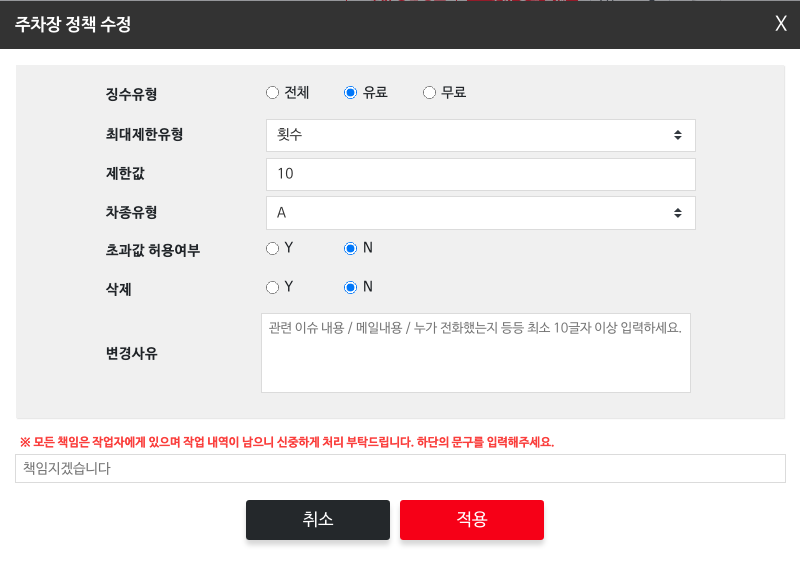 주차장 정책 수정 X
징수유형 전체 유료 무료
최대제한유형 횟수
제한값 10
차종유형 A
초과값 허용여부 Y N
삭제 Y N
변경사유 관련 이슈 내용 / 메일내용 / 누가 전화했는지 등등 최소 10글자 이상 입력하세요.
※ 모든 책임은 작업자에게 있으며 작업 내역이 남으니 신중하게 처리 부탁드립니다. 하단의 문구를 입력해주세요.
책임지겠습니다
취소 적용